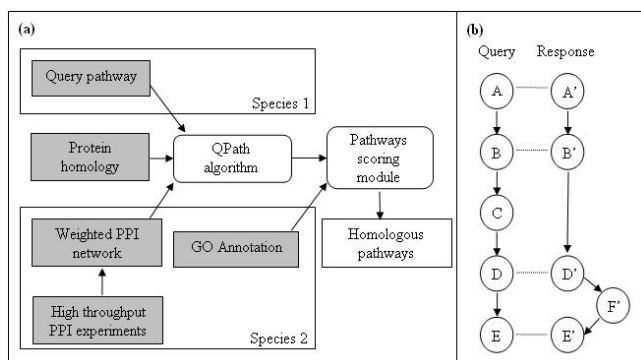 (a)
Query pathway
Species 1
Protein
homology
QPath
algorithm
Pathways
scoring
module
Weighted PPI
network
GO Annotation
Homologous
pathways
High throughput
PPI experiments
Species 2
(b)
Query Response
A A'
B B'
C
D D'
F'
E E'